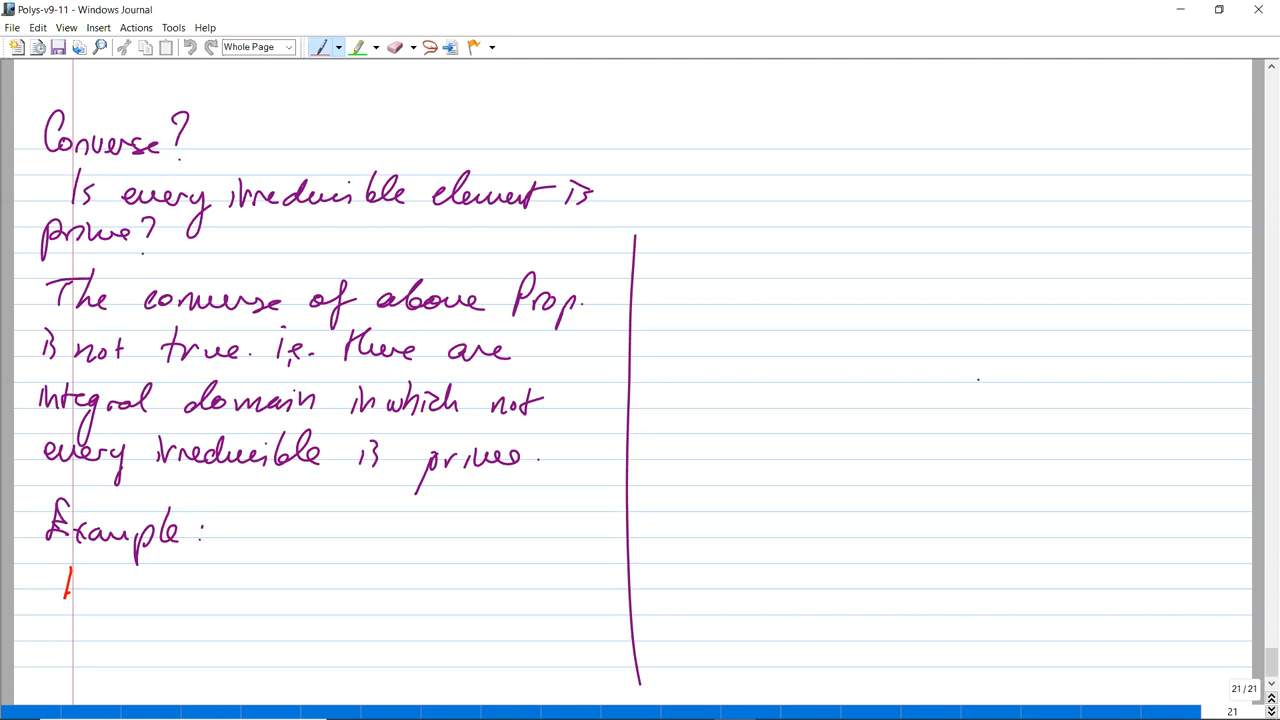 Polys-v9-11 - Windows Journal
File Edit View Insert Actions Tools Help
Whole Page
Converse?
Is every irreducible element is
prime?
The converse of above Prop.
is not true. i.e. there are
integral domain in which not
every irreducible is prime.
Example:
21 / 21
21